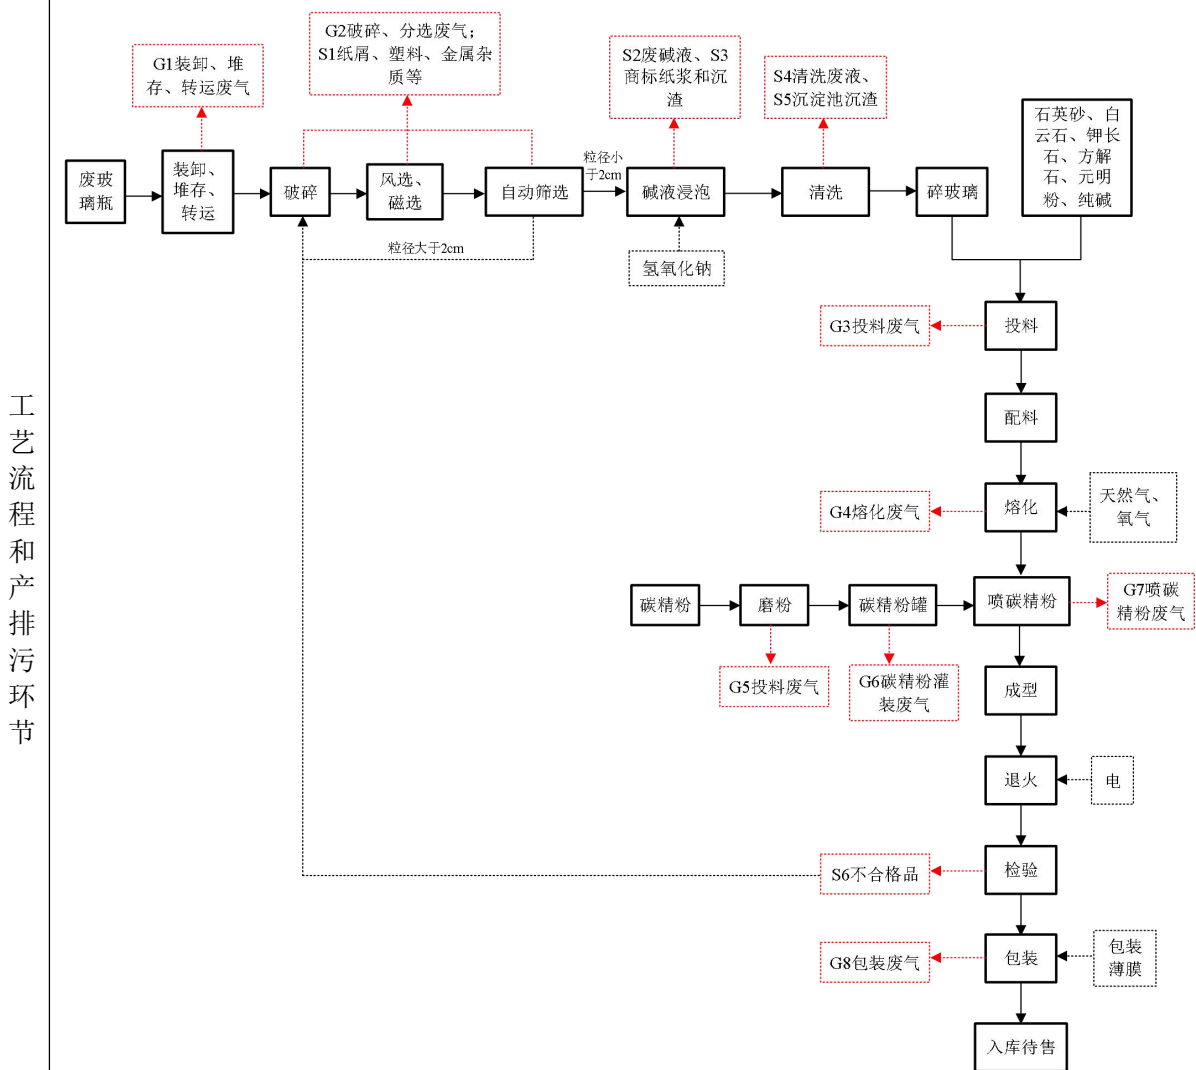 工艺流程和产排污环节
G1装卸、堆
存、转运废气
G2破碎、分选废气；
S1纸屑、塑料、金属杂
质等
S2废碱液、S3
商标纸浆和沉
渣
S4清洗废液、
S5沉淀池沉渣
石英砂、白
云石、钾长
石、方解
石、元明
粉、纯碱
废玻
璃瓶
装卸、
堆存、
转运
破碎
风选、
磁选
自动筛选
粒径小
于2cm
碱液浸泡
清洗
碎玻璃
粒径大于2cm
氢氧化钠
G3投料废气
投料
配料
G4熔化废气
熔化
天然气、
氧气
碳精粉
磨粉
碳精粉罐
喷碳精粉
G7喷碳
精粉废气
G5投料废气
G6碳精粉灌
装废气
成型
退火
电
S6不合格品
检验
G8包装废气
包装
包装
薄膜
入库待售